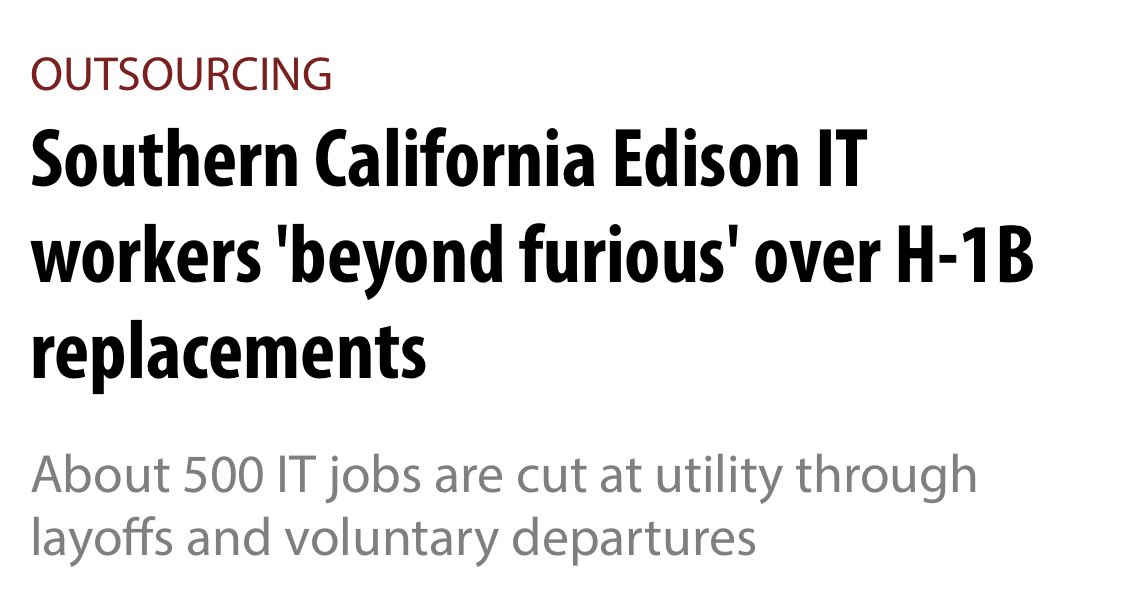 OUTSOURCING
Southern California Edison IT
workers 'beyond furious' over H-1B
replacements
About 500 IT jobs are cut at utility through
layoffs and voluntary departures